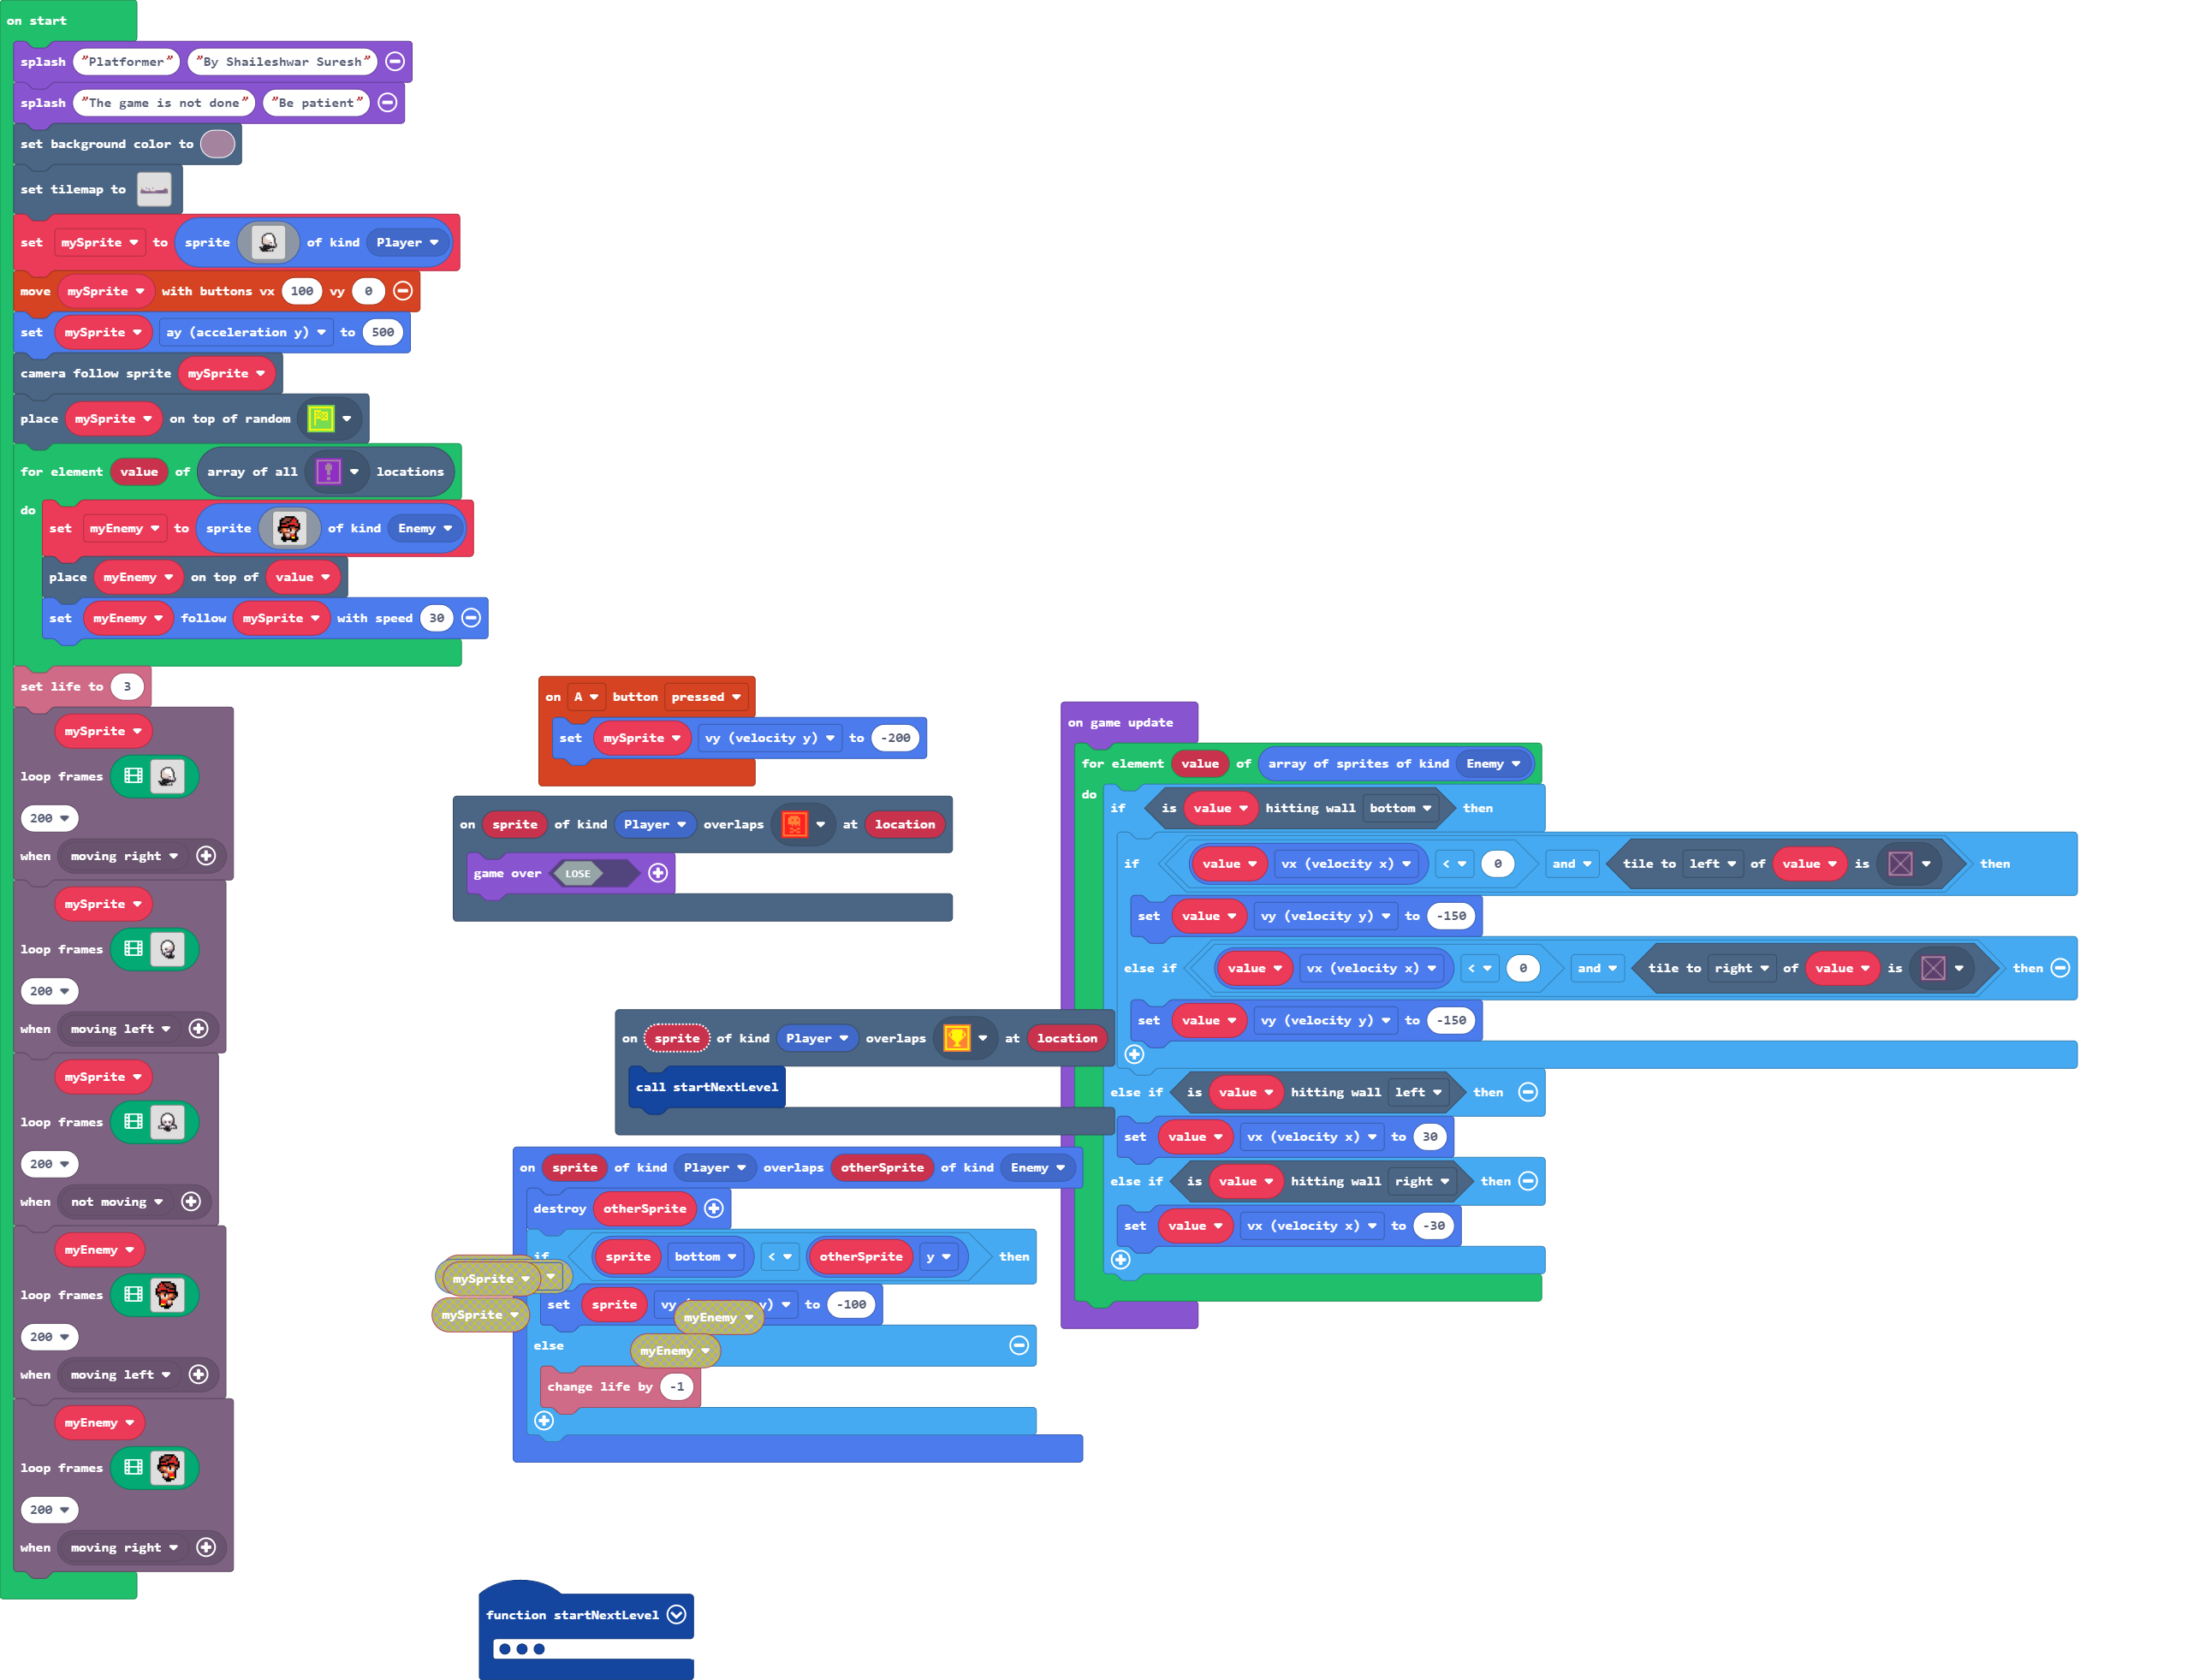 on start
splash "Platformer" "By Shaileshwar Suresh"
splash "The game is not done" "Be patient"
set background color to
set tilemap to
set mySprite to sprite of kind Player
move mySprite with buttons vx 100 vy 0
set mySprite ay (acceleration y) to 500
camera follow sprite mySprite
place mySprite on top of random
for element value of array of all locations
do
set myEnemy to sprite of kind Enemy
place myEnemy on top of value
set myEnemy follow mySprite with speed 30
set life to 3
mySprite
loop frames
200
when moving right
mySprite
loop frames
200
when moving left
mySprite
loop frames
200
when not moving
myEnemy
loop frames
200
when moving left
myEnemy
loop frames
200
when moving right
on A button pressed
set mySprite vy (velocity y) to -200
on sprite of kind Player overlaps at location
game over LOSE
on sprite of kind Player overlaps at location
call startNextLevel
on sprite of kind Player overlaps otherSprite of kind Enemy
destroy otherSprite
if sprite bottom < otherSprite y then
mySprite
set sprite vy y) to -100
mySprite
myEnemy
else
myEnemy
change life by -1
function startNextLevel
on game update
for element value of array of sprites of kind Enemy
do
if is value hitting wall bottom then
if value vx (velocity x) < 0 and tile to left of value is then
set value vy (velocity y) to -150
else if value vx (velocity x) < 0 and tile to right of value is then
set value vy (velocity y) to -150
else if is value hitting wall left then
set value vx (velocity x) to 30
else if is value hitting wall right then
set value vx (velocity x) to -30